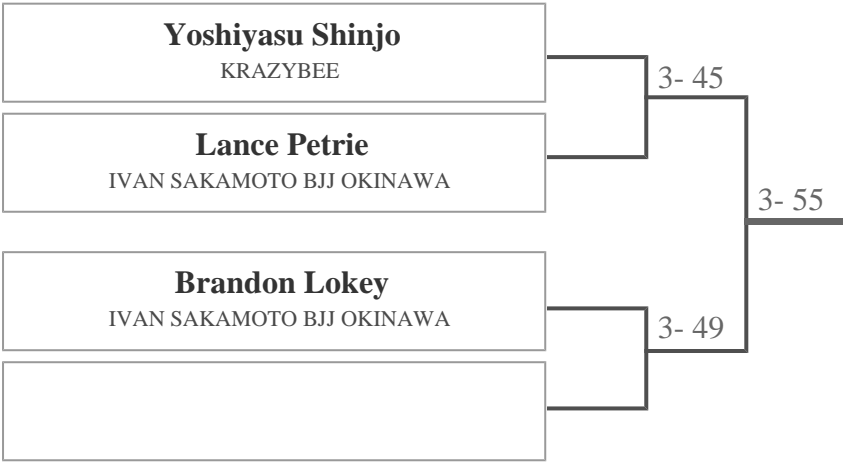 Yoshiyasu Shinjo
KRAZYBEE
3- 45
Lance Petrie
IVAN SAKAMOTO BJJ OKINAWA
3- 55
Brandon Lokey
IVAN SAKAMOTO BJJ OKINAWA
3- 49